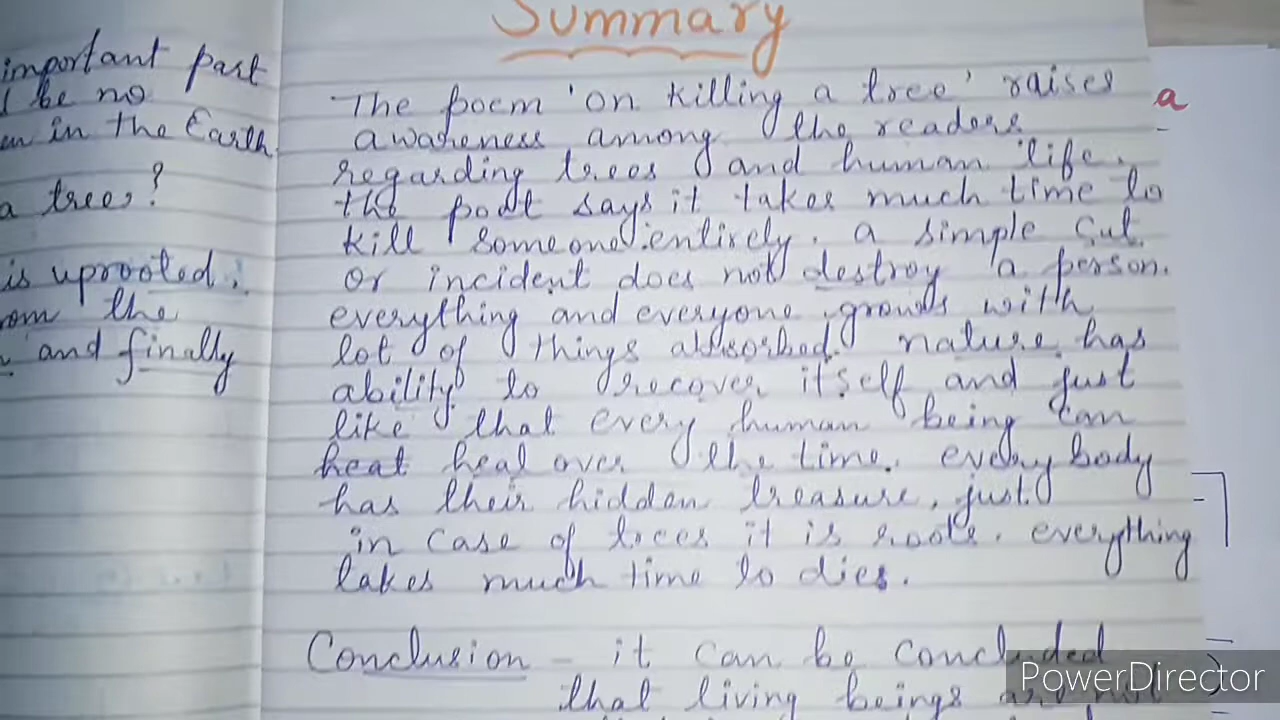 Summary
important part
be no
in the Earth
a trees?
is uprooted.
the
and finally
The poem 'on killing a tree' raises
awareness among the readers
regarding trees and human life.
the poet says it takes much time to
kill someone entirely. a simple cut
or incident does not destroy a person.
everything and everyone grows with
lot of things absorbed. nature has
ability to recover itself and just
like that every human being can
heat heal over the time. every body
has their hidden treasure, just
in case of trees it is roots. everything
takes much time to dies.
Conclusion - it can be concluded
that living beings are not
a
PowerDirector